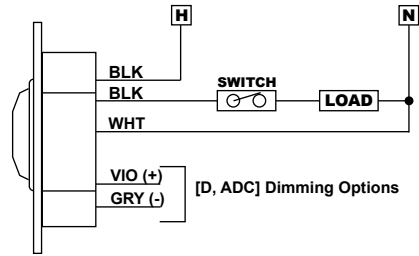 H
N
BLK
SWITCH
BLK
LOAD
WHT
VIO (+)
[D, ADC] Dimming Options
GRY (-)